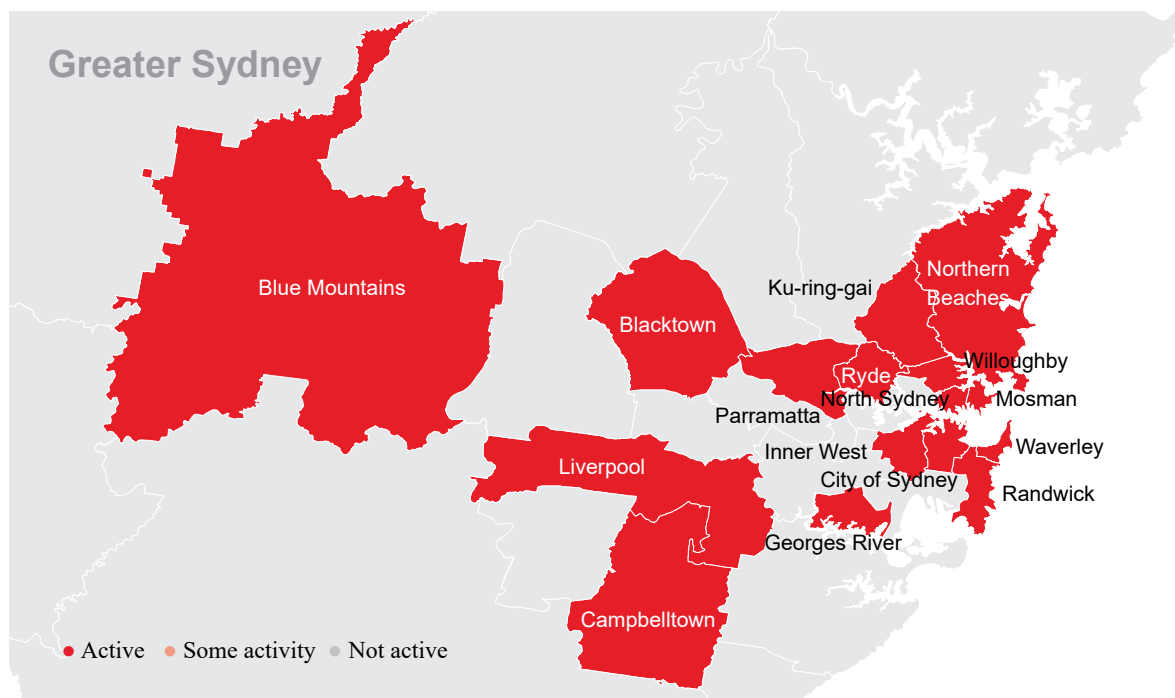 Greater Sydney
Northern
Beaches
Ku-ring-gai
Blue Mountains
Blacktown
Willoughby
Ryde
North Sydney
Mosman
Parramatta
Waverley
Inner West
Liverpool
City of Sydney
Randwick
Georges River
Campbelltown
Active
Some activity
Not active